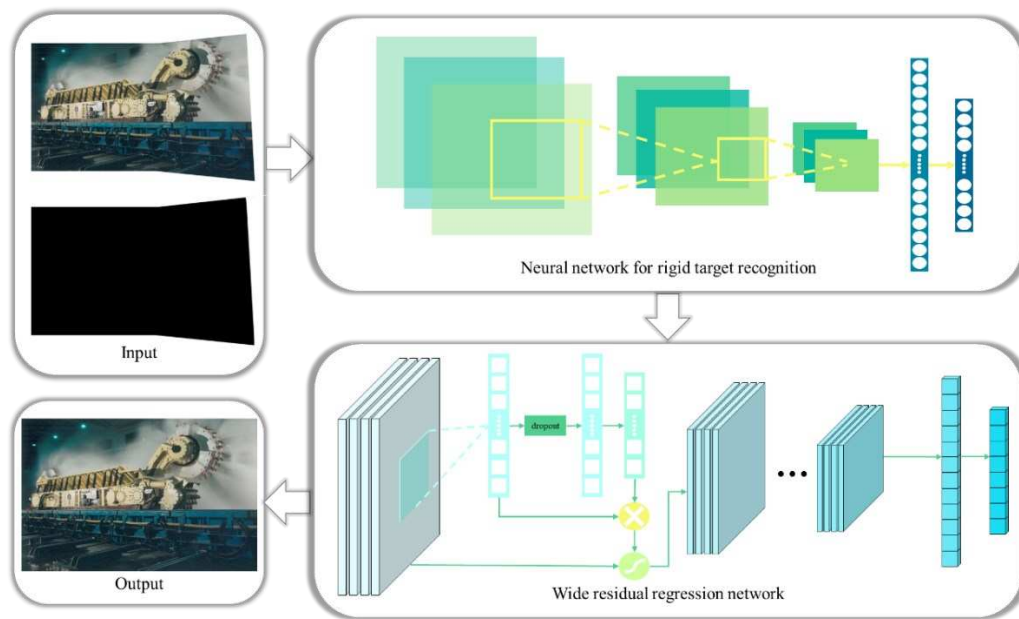 Neural network for rigid target recognition
Input
dropout
Output
Wide residual regression network